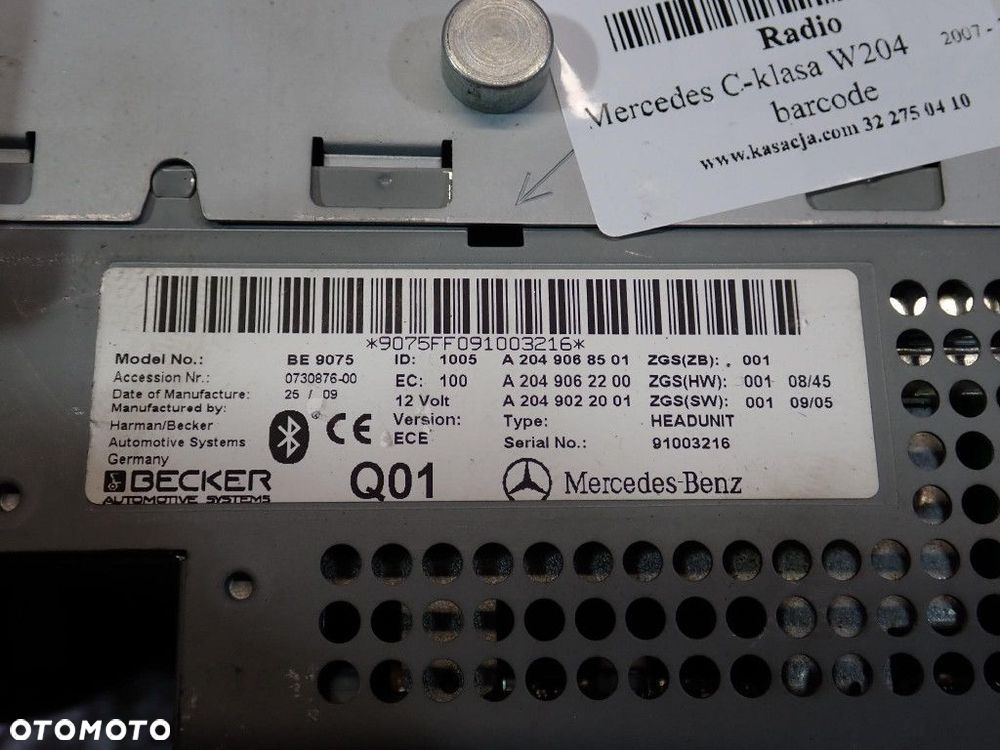 Radio
Mercedes C-klasa W204 2007 -
barcode
www.kasacja.com 32 275 04 10
*9075FF091003216*
Model No.: BE 9075 ID: 1005 A 204 906 85 01 ZGS(ZB): 001
Accession Nr.: 0730876-00 EC: 100 A 204 906 22 00 ZGS(HW): 001 08/45
Date of Manufacture: 25 / 09 12 Volt A 204 902 20 01 ZGS(SW): 001 09/05
Manufactured by: Version: Type: HEADUNIT
Harman/Becker ECE Serial No.: 91003216
Automotive Systems
Germany
CE
BECKER
AUTOMOTIVE SYSTEMS
Q01
Mercedes-Benz
OTOMOTO